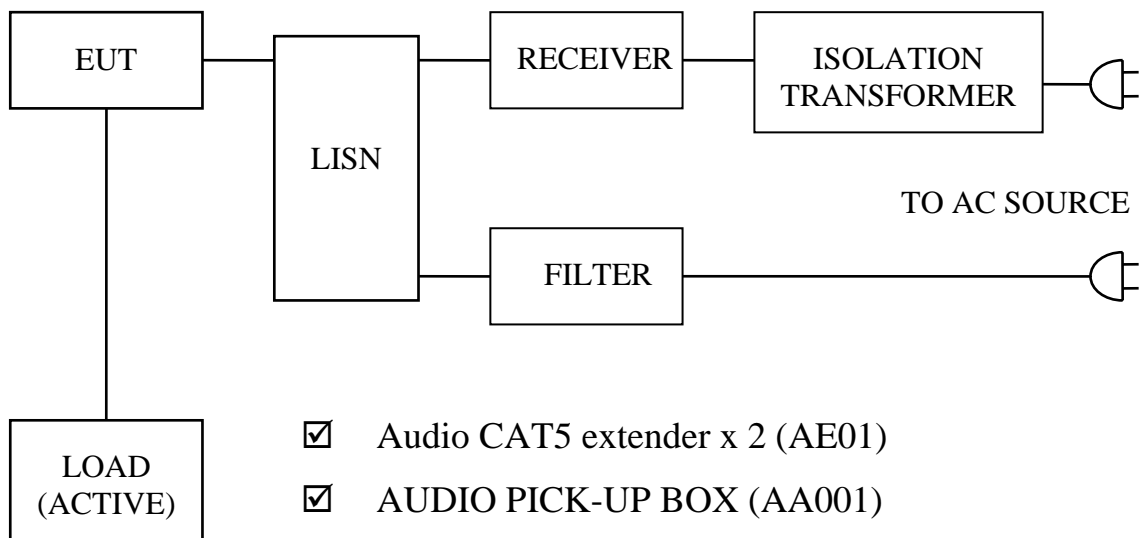 EUT
LISN
RECEIVER
ISOLATION
TRANSFORMER
TO AC SOURCE
FILTER
LOAD
(ACTIVE)
☑ Audio CAT5 extender x 2 (AE01)
☑ AUDIO PICK-UP BOX (AA001)